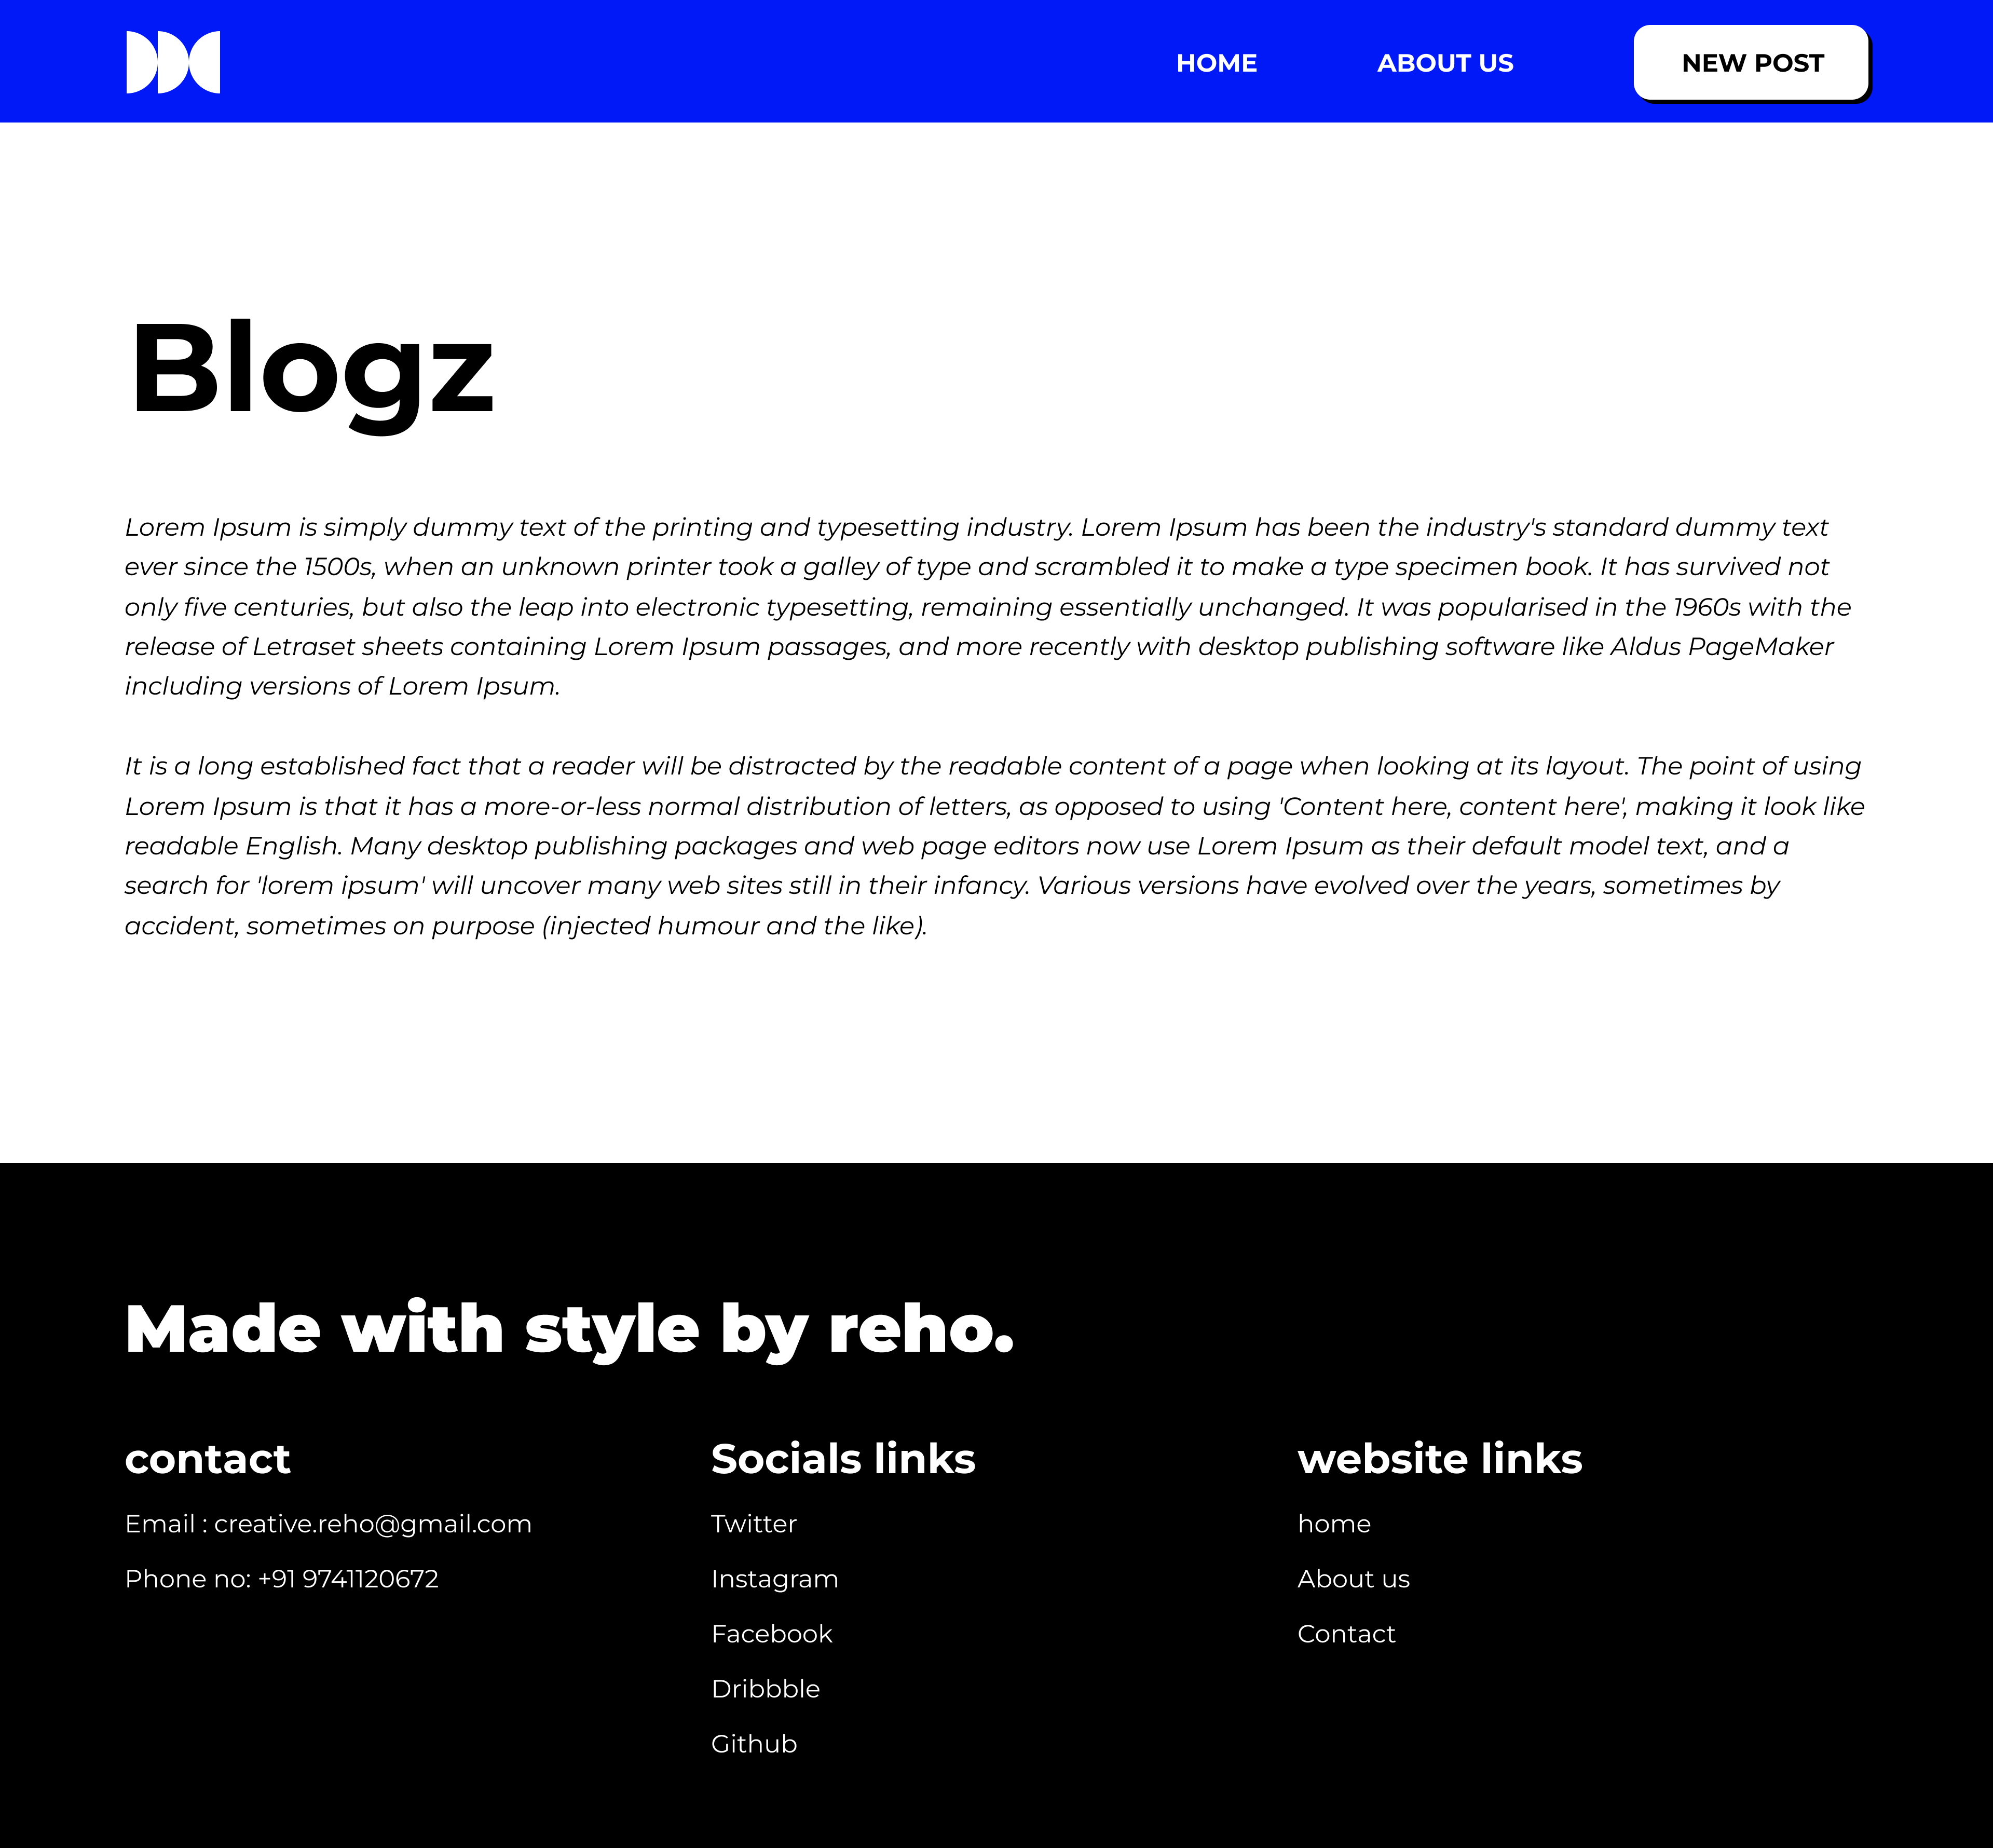 HOME
ABOUT US
NEW POST
Blogz
Lorem Ipsum is simply dummy text of the printing and typesetting industry. Lorem Ipsum has been the industry's standard dummy text
ever since the 1500s, when an unknown printer took a galley of type and scrambled it to make a type specimen book. It has survived not
only five centuries, but also the leap into electronic typesetting, remaining essentially unchanged. It was popularised in the 1960s with the
release of Letraset sheets containing Lorem Ipsum passages, and more recently with desktop publishing software like Aldus PageMaker
including versions of Lorem Ipsum.
It is a long established fact that a reader will be distracted by the readable content of a page when looking at its layout. The point of using
Lorem Ipsum is that it has a more-or-less normal distribution of letters, as opposed to using 'Content here, content here', making it look like
readable English. Many desktop publishing packages and web page editors now use Lorem Ipsum as their default model text, and a
search for 'lorem ipsum' will uncover many web sites still in their infancy. Various versions have evolved over the years, sometimes by
accident, sometimes on purpose (injected humour and the like).
Made with style by reho.
contact
Email : creative.reho@gmail.com
Phone no: +91 9741120672
Socials links
Twitter
Instagram
Facebook
Dribbble
Github
website links
home
About us
Contact